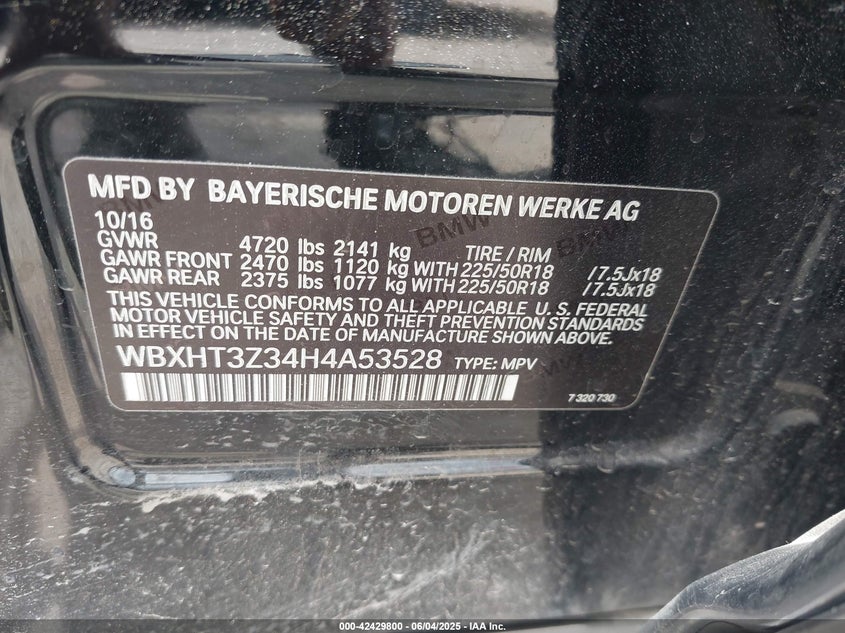 MFD BY BAYERISCHE MOTOREN WERKE AG
10/16
GVWR 4720 lbs 2141 kg TIRE / RIM
GAWR FRONT 2470 lbs 1120 kg WITH 225/50R18 /7.5Jx18
GAWR REAR 2375 lbs 1077 kg WITH 225/50R18 /7.5Jx18
THIS VEHICLE CONFORMS TO ALL APPLICABLE U. S. FEDERAL
MOTOR VEHICLE SAFETY AND THEFT PREVENTION STANDARDS
IN EFFECT ON THE DATE OF MANUFACTURE SHOWN ABOVE.
WBXHT3Z34H4A53528 TYPE: MPV
7 320 730
000-42429800 - 06/04/2025 - IAA Inc.